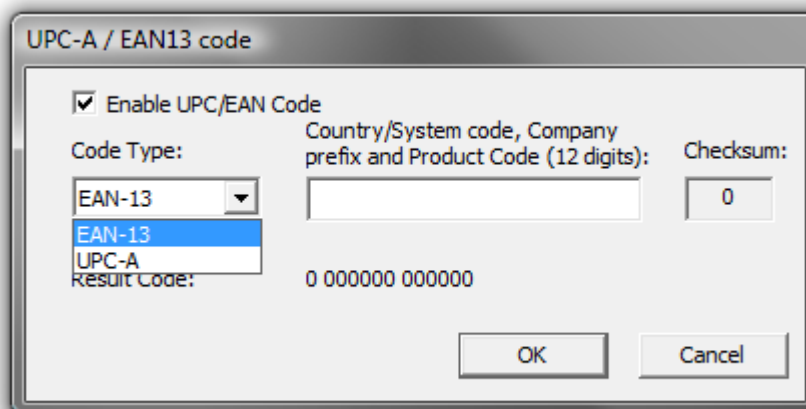 UPC-A / EAN13 code
Enable UPC/EAN Code
Code Type:
Country/System code, Company
prefix and Product Code (12 digits):
Checksum:
EAN-13
0
EAN-13
UPC-A
Result Code:
0 000000 000000
OK
Cancel